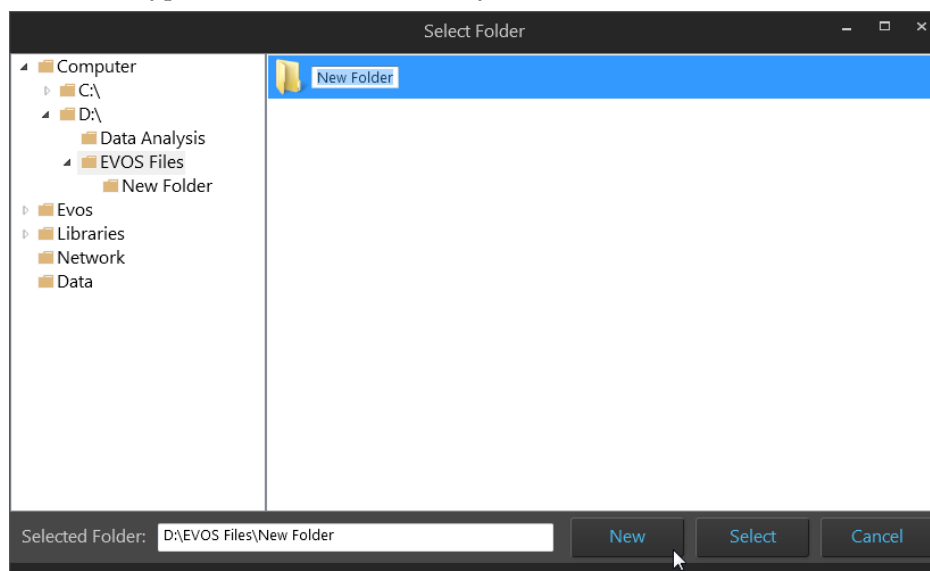 Select Folder
Computer
C:\
D:\
Data Analysis
EVOS Files
New Folder
Evos
Libraries
Network
Data
New Folder
Selected Folder: D:\EVOS Files\New Folder
New
Select
Cancel